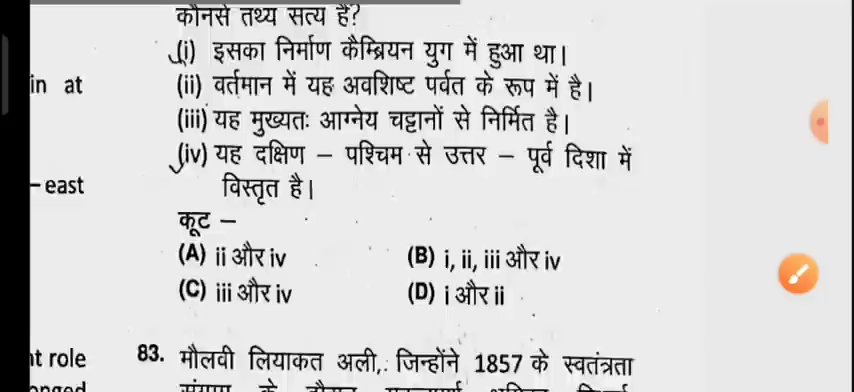 कौनसे तथ्य सत्य हैं?
(i) इसका निर्माण कैम्ब्रियन युग में हुआ था।
in at
(ii) वर्तमान में यह अवशिष्ट पर्वत के रूप में है।
(iii) यह मुख्यतः आग्नेय चट्टानों से निर्मित है।
(iv) यह दक्षिण – पश्चिम से उत्तर – पूर्व दिशा में
–east
विस्तृत है।
कूट –
(A) ii और iv
(B) i, ii, iii और iv
(C) iii और iv
(D) i और ii
nt role
83. मौलवी लियाकत अली, जिन्होंने 1857 के स्वतंत्रता